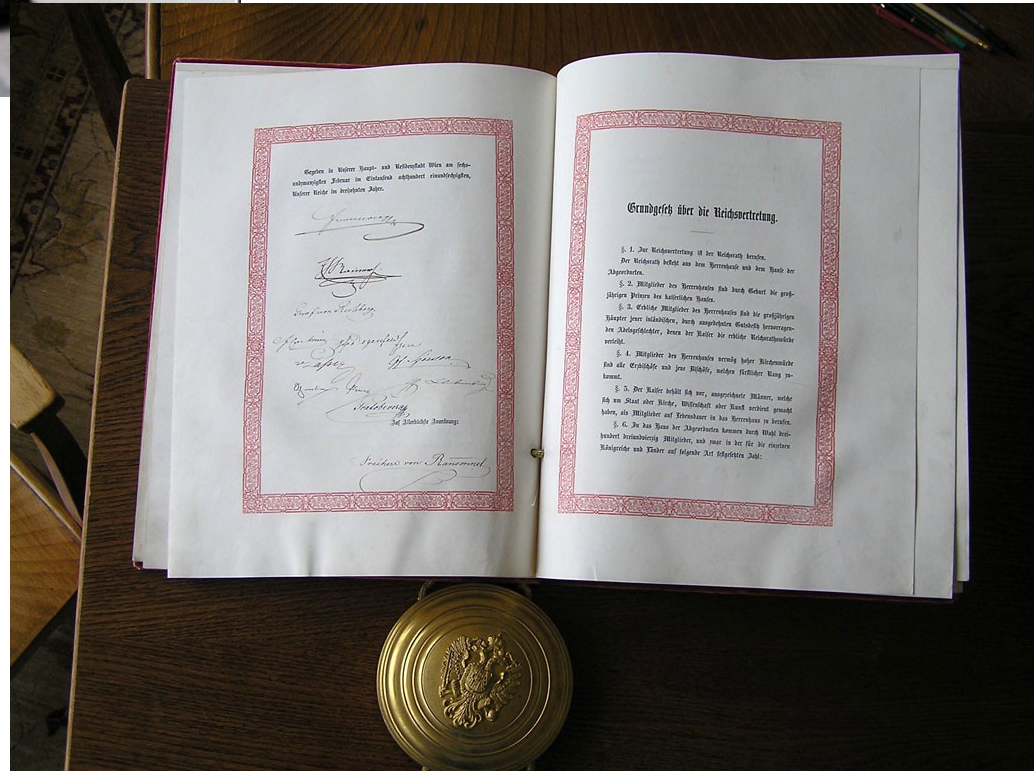 Gegeben in Unserer Haupt- und Residenzstadt Wien am sechs-
undzwanzigsten Februar im Eintausend achthundert einundsechzigsten,
Unserer Reiche im dreizehnten Jahre.
Rainer
Graf von Rechberg
Lasser
Pratobevera
Auf Allerhöchste Anordnung:
Freiherr von Ransonnet
Grundgesetz über die Reichsvertretung.
§. 1. Zur Reichsvertretung ist der Reichsrath berufen.
Der Reichsrath besteht aus dem Herrenhause und dem Hause der
Abgeordneten.
§. 2. Mitglieder des Herrenhauses sind durch Geburt die groß-
jährigen Prinzen des kaiserlichen Hauses.
§. 3. Erbliche Mitglieder des Herrenhauses sind die großjährigen
Häupter jener inländischen, durch ausgedehnten Gutsbesitz hervorragen-
den Adelsgeschlechter, denen der Kaiser die erbliche Reichsrathswürde
verleiht.
§. 4. Mitglieder des Herrenhauses vermög hoher Kirchenwürde
sind alle Erzbischöfe und jene Bischöfe, welchen fürstlicher Rang zu-
kommt.
§. 5. Der Kaiser behält sich vor, ausgezeichnete Männer, welche
sich um Staat oder Kirche, Wissenschaft oder Kunst verdient gemacht
haben, als Mitglieder auf Lebensdauer in das Herrenhaus zu berufen.
§. 6. In das Haus der Abgeordneten kommen durch Wahl drei-
hundert dreiundvierzig Mitglieder, und zwar in der für die einzelnen
Königreiche und Länder auf folgende Art festgesetzten Zahl: